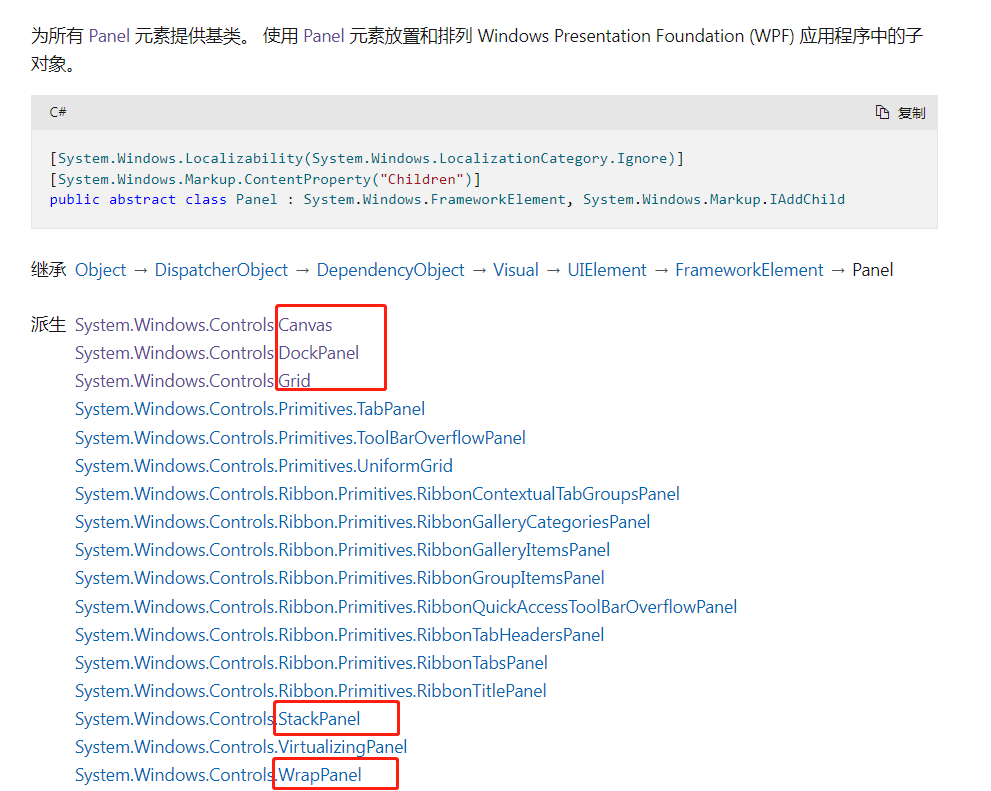 为所有 Panel 元素提供基类。 使用 Panel 元素放置和排列 Windows Presentation Foundation (WPF) 应用程序中的子
对象。
C# 复制
[System.Windows.Localizability(System.Windows.LocalizationCategory.Ignore)]
[System.Windows.Markup.ContentProperty("Children")]
public abstract class Panel : System.Windows.FrameworkElement, System.Windows.Markup.IAddChild
继承 Object → DispatcherObject → DependencyObject → Visual → UIElement → FrameworkElement → Panel
派生 System.Windows.Controls.Canvas
System.Windows.Controls.DockPanel
System.Windows.Controls.Grid
System.Windows.Controls.Primitives.TabPanel
System.Windows.Controls.Primitives.ToolBarOverflowPanel
System.Windows.Controls.Primitives.UniformGrid
System.Windows.Controls.Ribbon.Primitives.RibbonContextualTabGroupsPanel
System.Windows.Controls.Ribbon.Primitives.RibbonGalleryCategoriesPanel
System.Windows.Controls.Ribbon.Primitives.RibbonGalleryItemsPanel
System.Windows.Controls.Ribbon.Primitives.RibbonGroupItemsPanel
System.Windows.Controls.Ribbon.Primitives.RibbonQuickAccessToolBarOverflowPanel
System.Windows.Controls.Ribbon.Primitives.RibbonTabHeadersPanel
System.Windows.Controls.Ribbon.Primitives.RibbonTabsPanel
System.Windows.Controls.Ribbon.Primitives.RibbonTitlePanel
System.Windows.Controls.StackPanel
System.Windows.Controls.VirtualizingPanel
System.Windows.Controls.WrapPanel